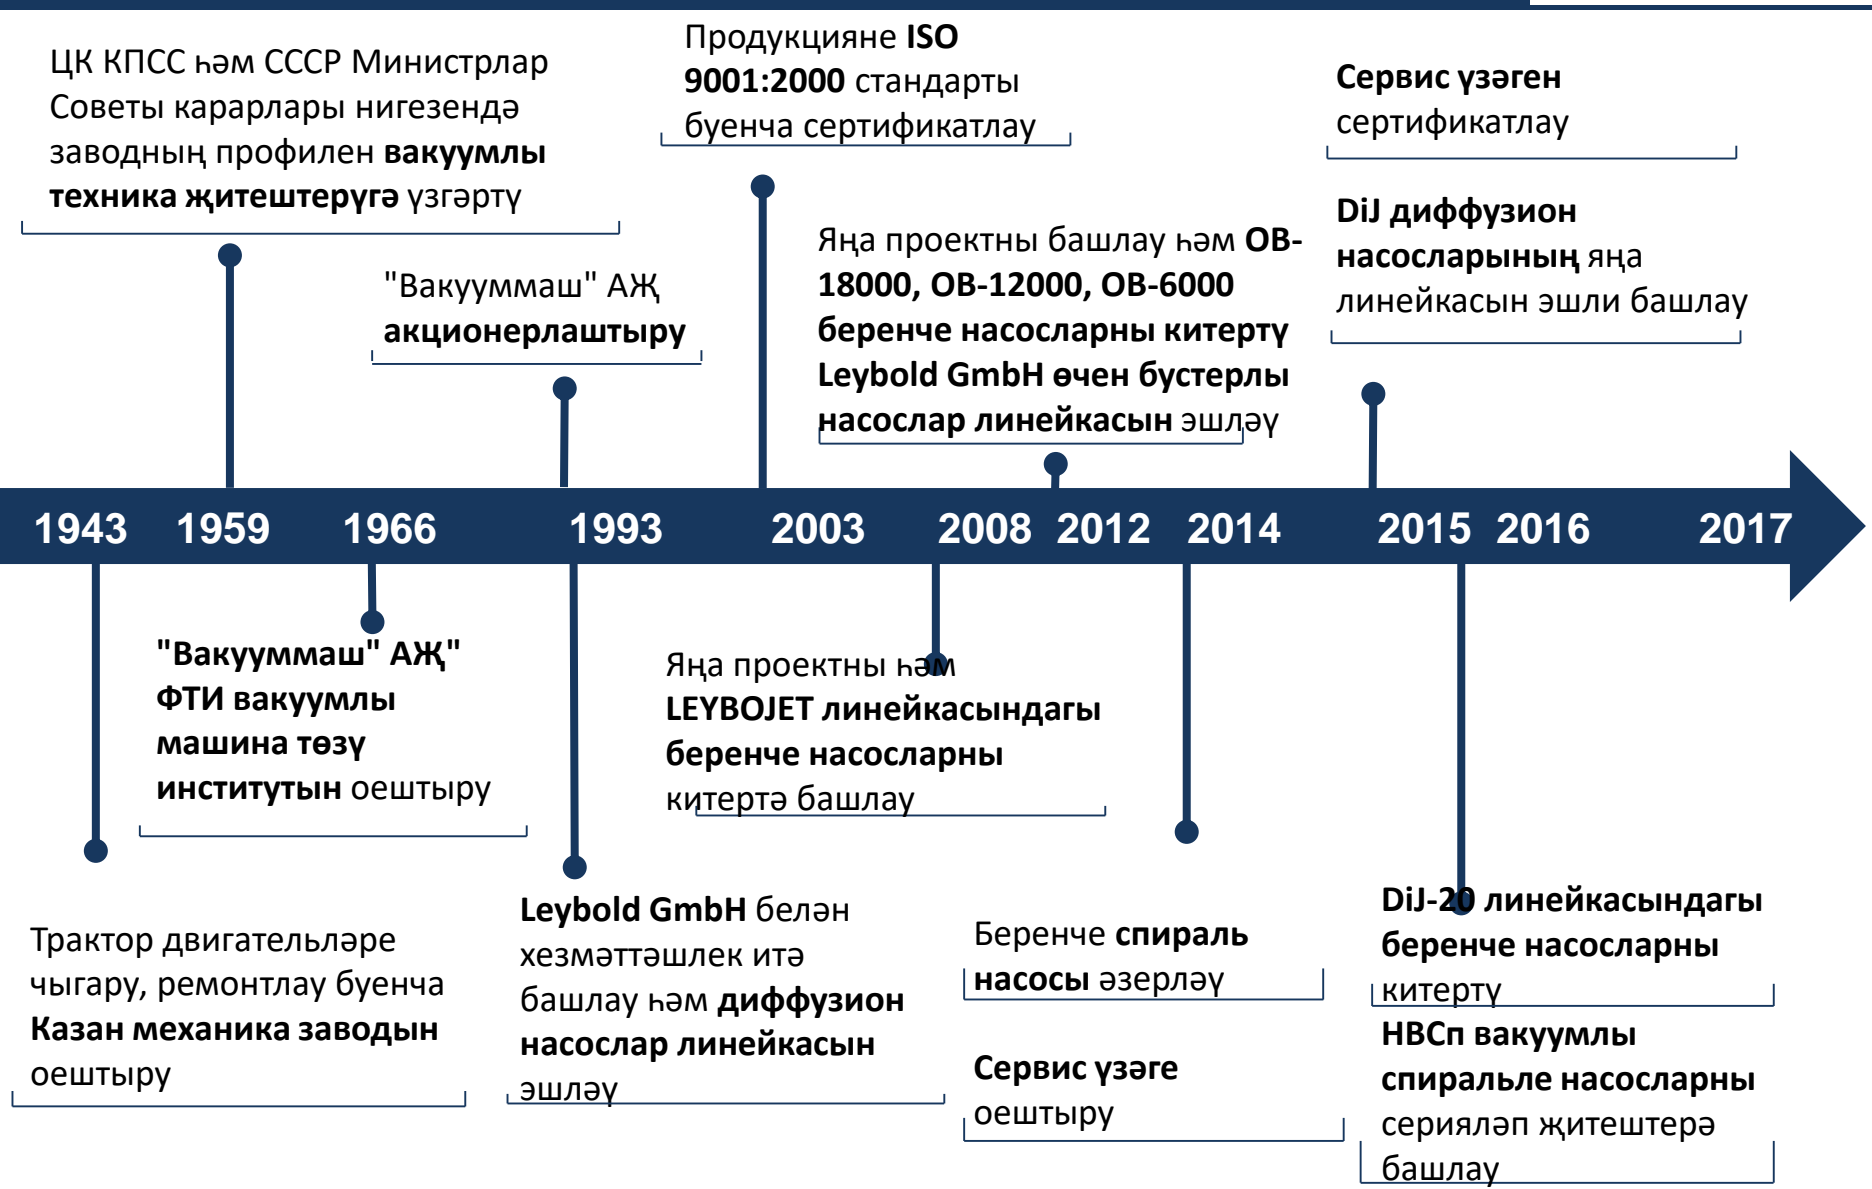 ЦК КПСС һәм СССР Министрлар
Советы карарлары нигезендә
заводның профилен вакуумлы
техника җитештерүгә үзгәртү
"Вакууммаш" АҖ
акционерлаштыру
Продукцияне ISO
9001:2000 стандарты
буенча сертификатлау
Яңа проектны башлау һәм ОВ-
18000, ОВ-12000, ОВ-6000
беренче насосларны китертү
Leybold GmbH өчен бустерлы
насослар линейкасын эшләү
Сервис үзәген
сертификатлау
DiJ диффузион
насосларының яңа
линейкасын эшли башлау
1943 1959 1966 1993 2003 2008 2012 2014 2015 2016 2017
Трактор двигательләре
чыгару, ремонтлау буенча
Казан механика заводын
оештыру
"Вакууммаш" АҖ"
ФТИ вакуумлы
машина төзү
институтын оештыру
Leybold GmbH белән
хезмәттәшлек итә
башлау һәм диффузион
насослар линейкасын
эшләү
Яңа проектны һәм
LEYBOJET линейкасындагы
беренче насосларны
китертә башлау
Беренче спираль
насосы әзерләү
Сервис үзәге
оештыру
DiJ-20 линейкасындагы
беренче насосларны
китертү
НВСп вакуумлы
спиральле насосларны
серияләп җитештерә
башлау